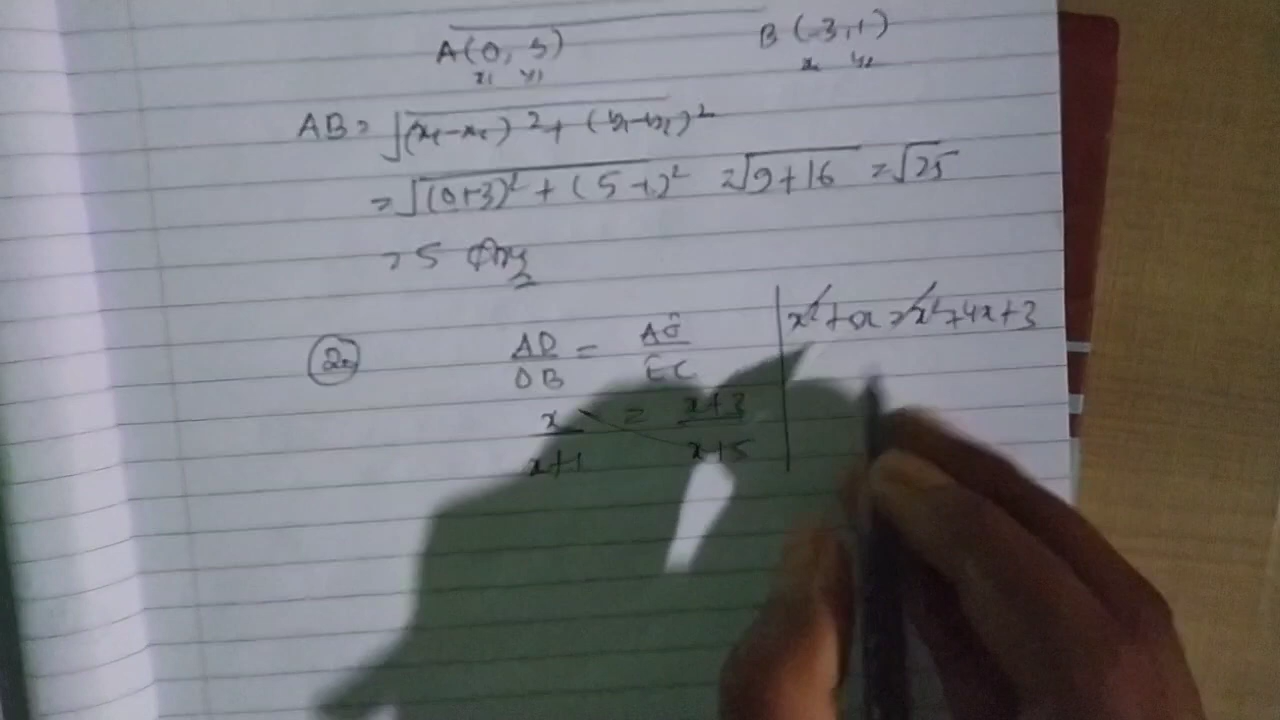 A(0, 5) B (-3, 1)
x₁ y₁ x₂ y₂
AB = √(x₁-x₂)² + (y₁-y₂)²
= √(0+3)² + (5-1)² = √9+16 = √25
= 5 Ans
2. AD/DB = AE/EC
x/x+1 = x+3/x+5
x²+5x = x²+4x+3